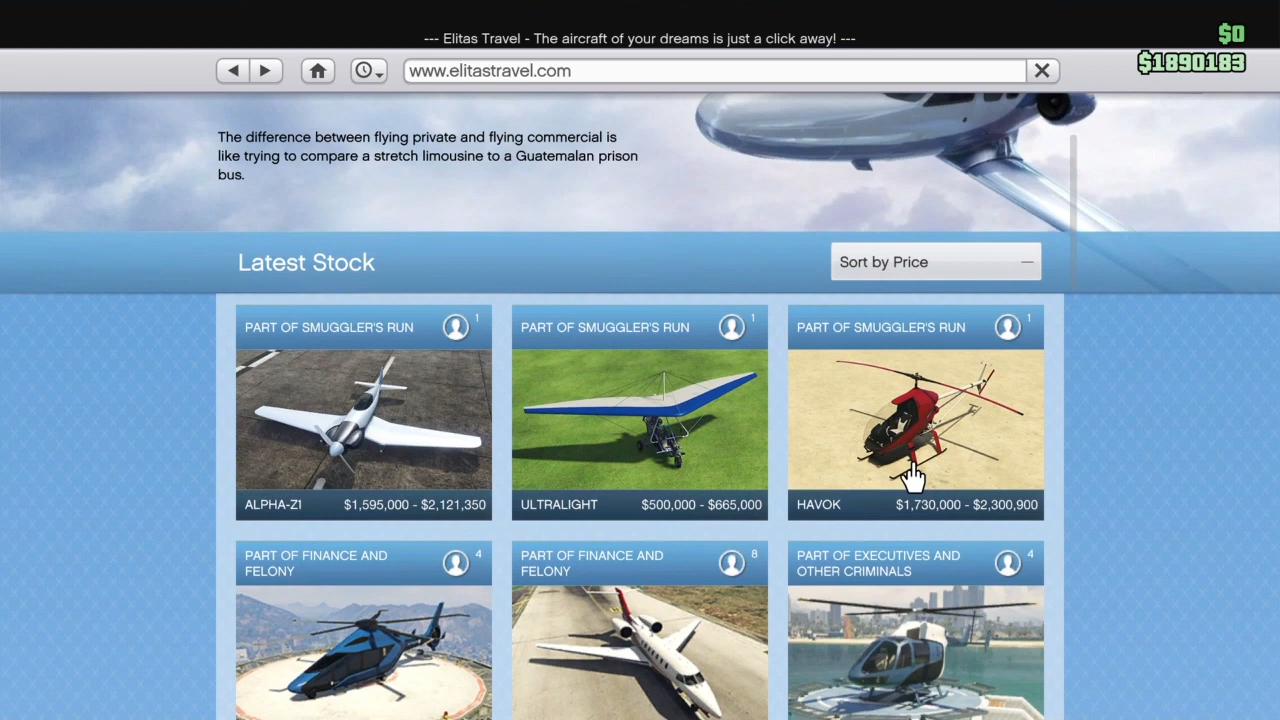 --- Elitas Travel - The aircraft of your dreams is just a click away! ---
$0
$1890183
www.elitastravel.com
The difference between flying private and flying commercial is
like trying to compare a stretch limousine to a Guatemalan prison
bus.
Latest Stock
Sort by Price
PART OF SMUGGLER'S RUN 1
PART OF SMUGGLER'S RUN 1
PART OF SMUGGLER'S RUN 1
ALPHA-Z1 $1,595,000 - $2,121,350
ULTRALIGHT $500,000 - $665,000
HAVOK $1,730,000 - $2,300,900
PART OF FINANCE AND
FELONY 4
PART OF FINANCE AND
FELONY 8
PART OF EXECUTIVES AND
OTHER CRIMINALS 4